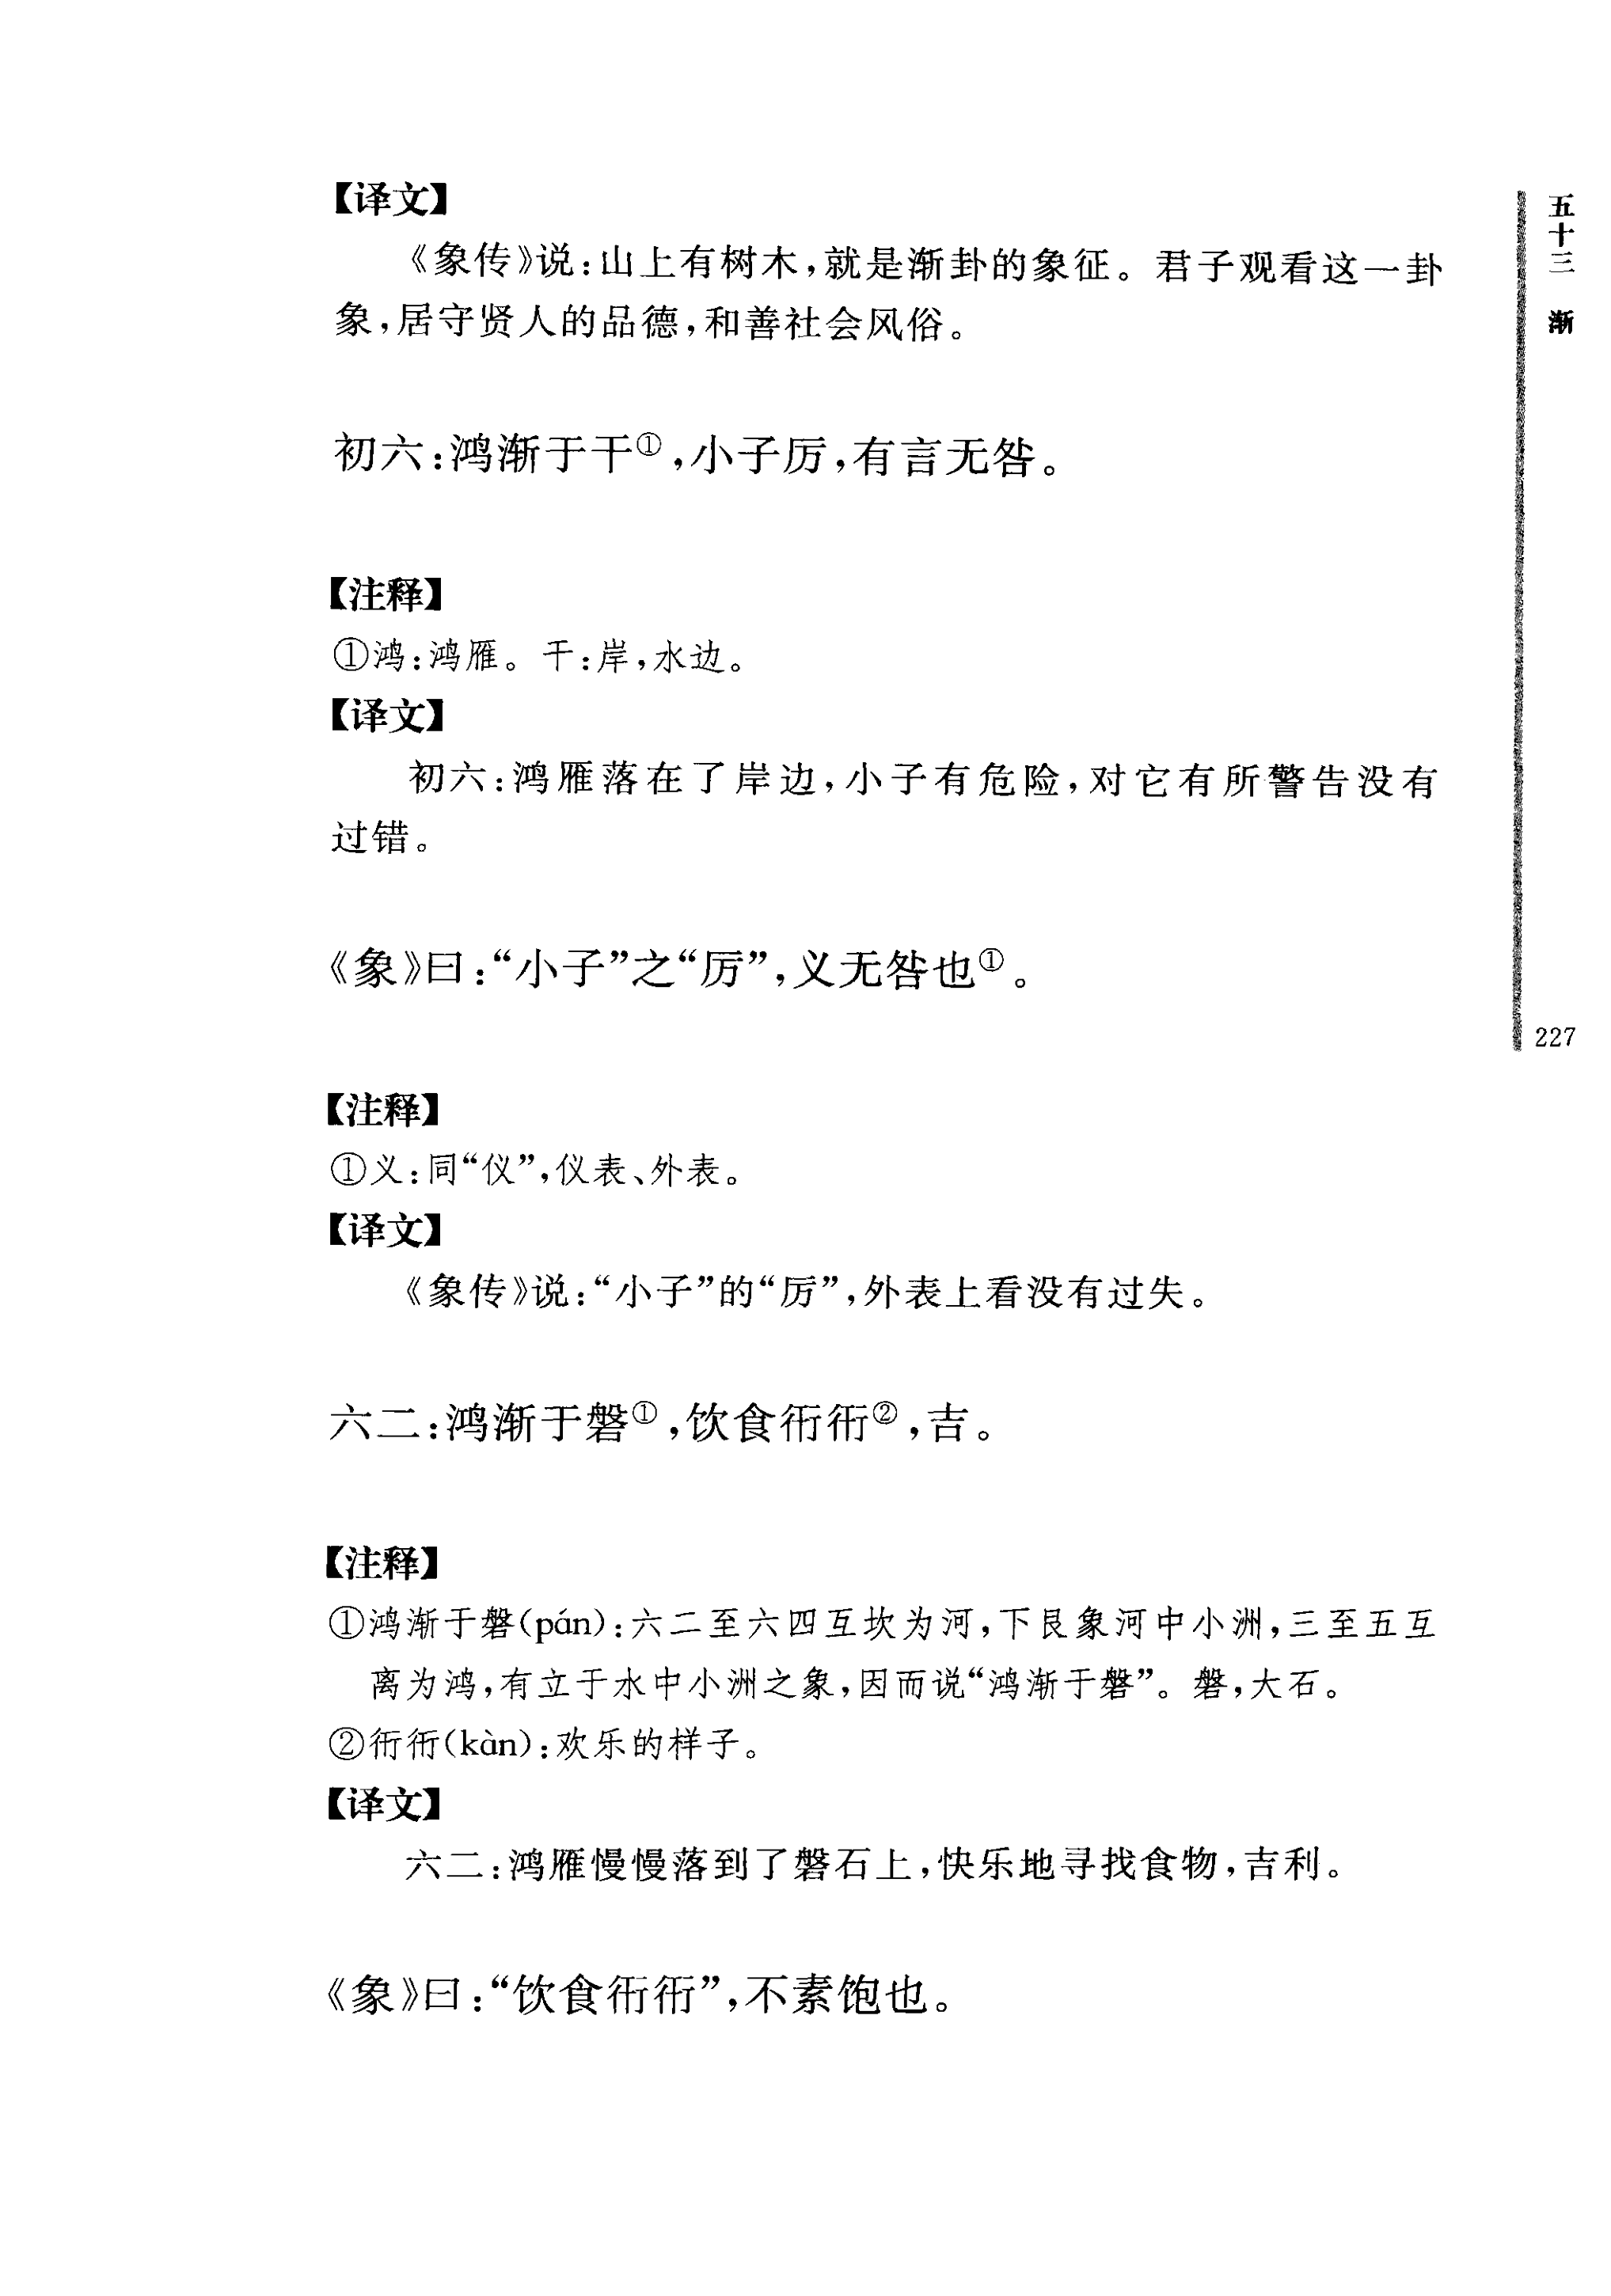 【译文】
《象传》说：山上有树木，就是渐卦的象征。君子观看这一卦
象，居守贤人的品德，和善社会风俗。
初六：鸿渐于干①，小子厉，有言无咎。
【注释】
①鸿：鸿雁。干：岸，水边。
【译文】
初六：鸿雁落在了岸边，小子有危险，对它有所警告没有
过错。
《象》曰：“小子”之“厉”，义无咎也①。
【注释】
①义：同“仪”，仪表、外表。
【译文】
《象传》说：“小子”的“厉”，外表上看没有过失。
六二：鸿渐于磐①，饮食衎衎②，吉。
【注释】
①鸿渐于磐(pán)：六二至六四互坎为河，下艮象河中小洲，三至五互
离为鸿，有立于水中小洲之象，因而说“鸿渐于磐”。磐，大石。
②衎衎(kàn)：欢乐的样子。
【译文】
六二：鸿雁慢慢落到了磐石上，快乐地寻找食物，吉利。
《象》曰：“饮食衎衎”，不素饱也。
五十三 渐
227